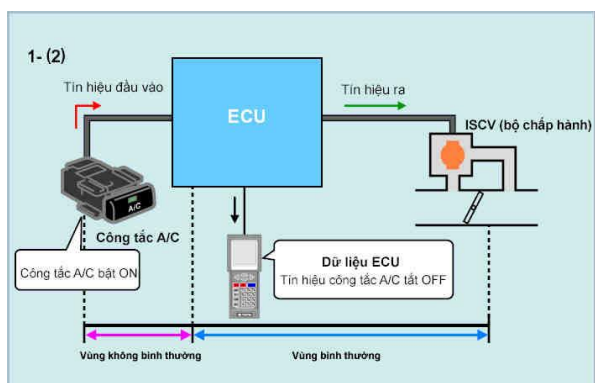 1- (2)
Tín hiệu đầu vào
ECU
Tín hiệu ra
ISCV (bộ chấp hành)
A/C
Công tắc A/C
Công tắc A/C bật ON
Dữ liệu ECU
Tín hiệu công tắc A/C tắt OFF
Vùng không bình thường
Vùng bình thường